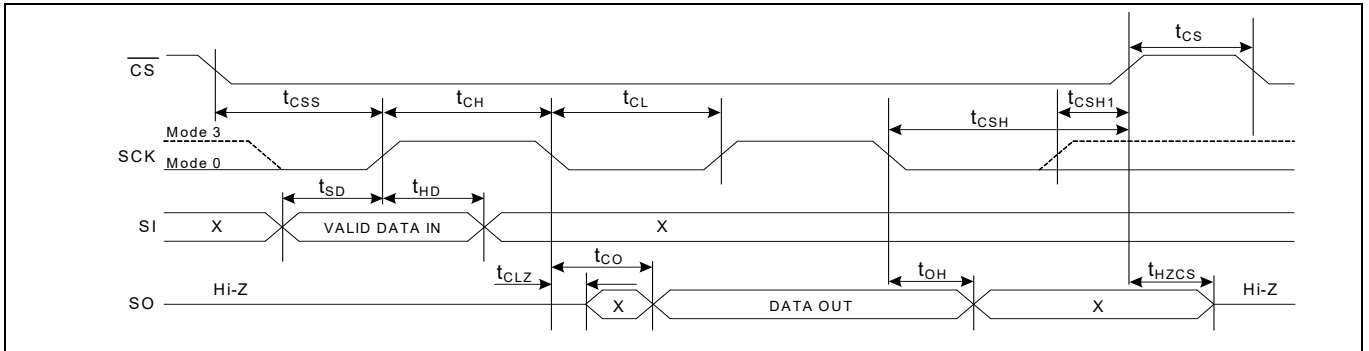 tCS
CS
tCSS
tCH
tCL
tCSH1
tCSH
Mode 3
SCK
Mode 0
tSD
tHD
SI
X
VALID DATA IN
X
tCO
tCLZ
tOH
tHZCS
SO
Hi-Z
X
DATA OUT
X
Hi-Z